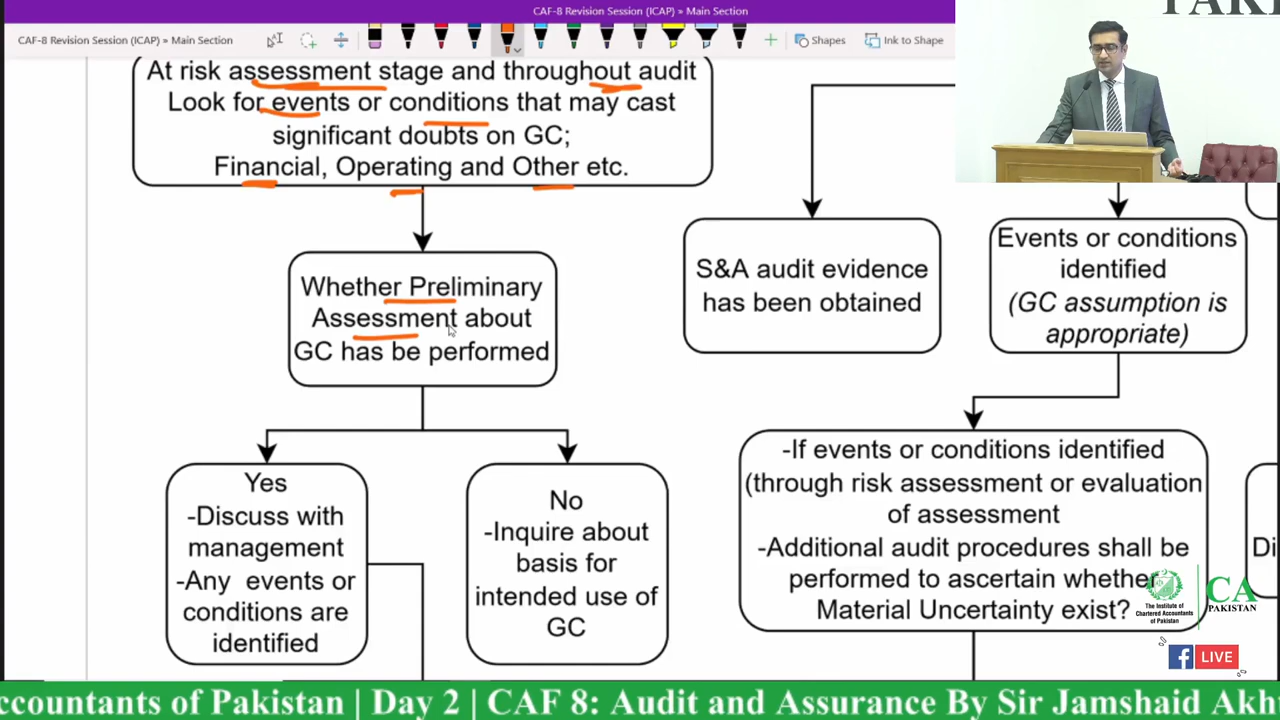 CAF-8 Revision Session (ICAP) » Main Section
CAF-8 Revision Session (ICAP) » Main Section
Shapes
Ink to Shape
At risk assessment stage and throughout audit
Look for events or conditions that may cast
significant doubts on GC;
Financial, Operating and Other etc.
Whether Preliminary
Assessment about
GC has be performed
Yes
-Discuss with
management
-Any events or
conditions are
identified
No
-Inquire about
basis for
intended use of
GC
S&A audit evidence
has been obtained
Events or conditions
identified
(GC assumption is
appropriate)
-If events or conditions identified
(through risk assessment or evaluation
of assessment
-Additional audit procedures shall be
performed to ascertain whether
Material Uncertainty exist?
Di
The Institute of
Chartered Accountants
of Pakistan
CA
PAKISTAN
LIVE
ccountants of Pakistan | Day 2 | CAF 8: Audit and Assurance By Sir Jamshaid Akh